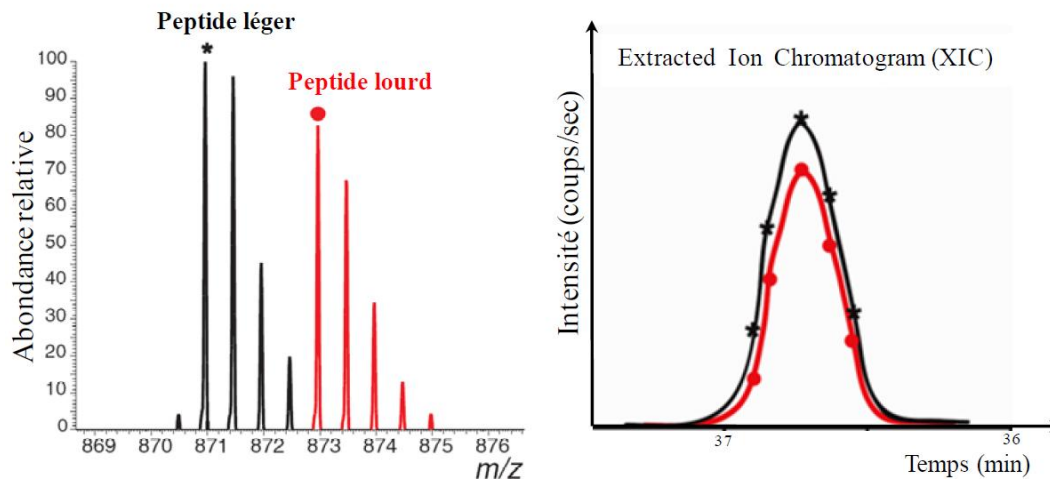 Peptide léger
*
Peptide lourd
Abondance relative
100
90
80
70
60
50
40
30
20
10
0
869 870 871 872 873 874 875 876
m/z
Extracted Ion Chromatogram (XIC)
Intensité (coups/sec)
37 36
Temps (min)